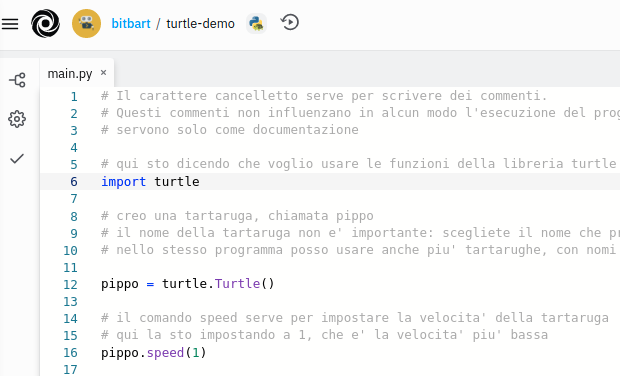 bitbart / turtle-demo
main.py ×
1 # Il carattere cancelletto serve per scrivere dei commenti.
2 # Questi commenti non influenzano in alcun modo l'esecuzione del prog
3 # servono solo come documentazione
4
5 # qui sto dicendo che voglio usare le funzioni della libreria turtle
6 import turtle
7
8 # creo una tartaruga, chiamata pippo
9 # il nome della tartaruga non e' importante: scegliete il nome che pr
10 # nello stesso programma posso usare anche piu' tartarughe, con nomi
11
12 pippo = turtle.Turtle()
13
14 # il comando speed serve per impostare la velocita' della tartaruga
15 # qui la sto impostando a 1, che e' la velocita' piu' bassa
16 pippo.speed(1)
17